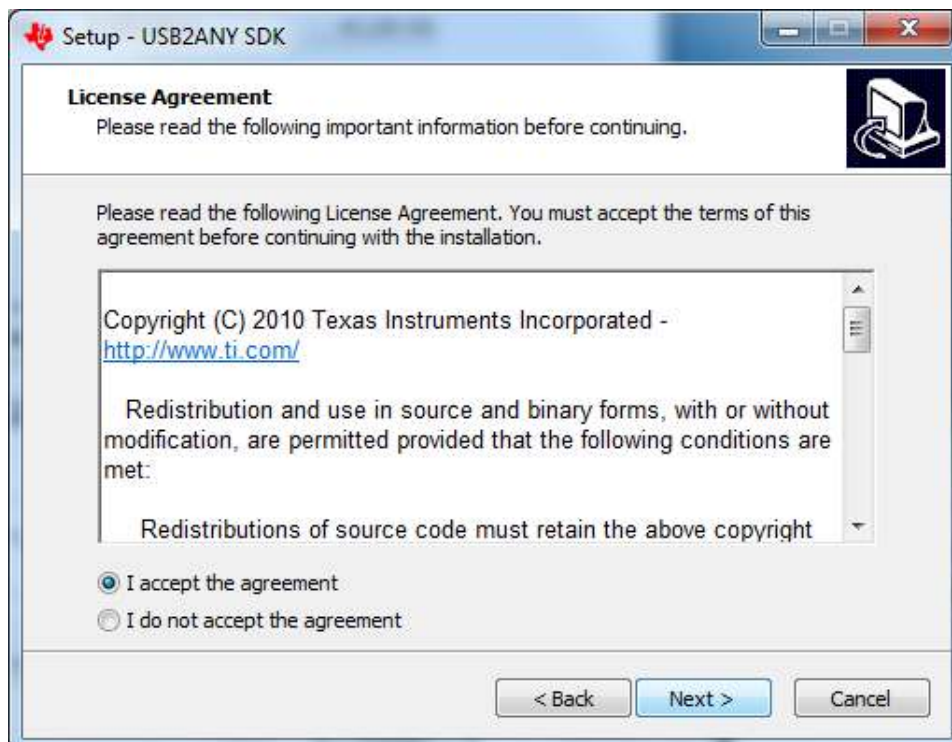 Setup - USB2ANY SDK
License Agreement
Please read the following important information before continuing.
Please read the following License Agreement. You must accept the terms of this
agreement before continuing with the installation.
Copyright (C) 2010 Texas Instruments Incorporated -
http://www.ti.com/
Redistribution and use in source and binary forms, with or without
modification, are permitted provided that the following conditions are
met:
Redistributions of source code must retain the above copyright
I accept the agreement
I do not accept the agreement
< Back Next > Cancel